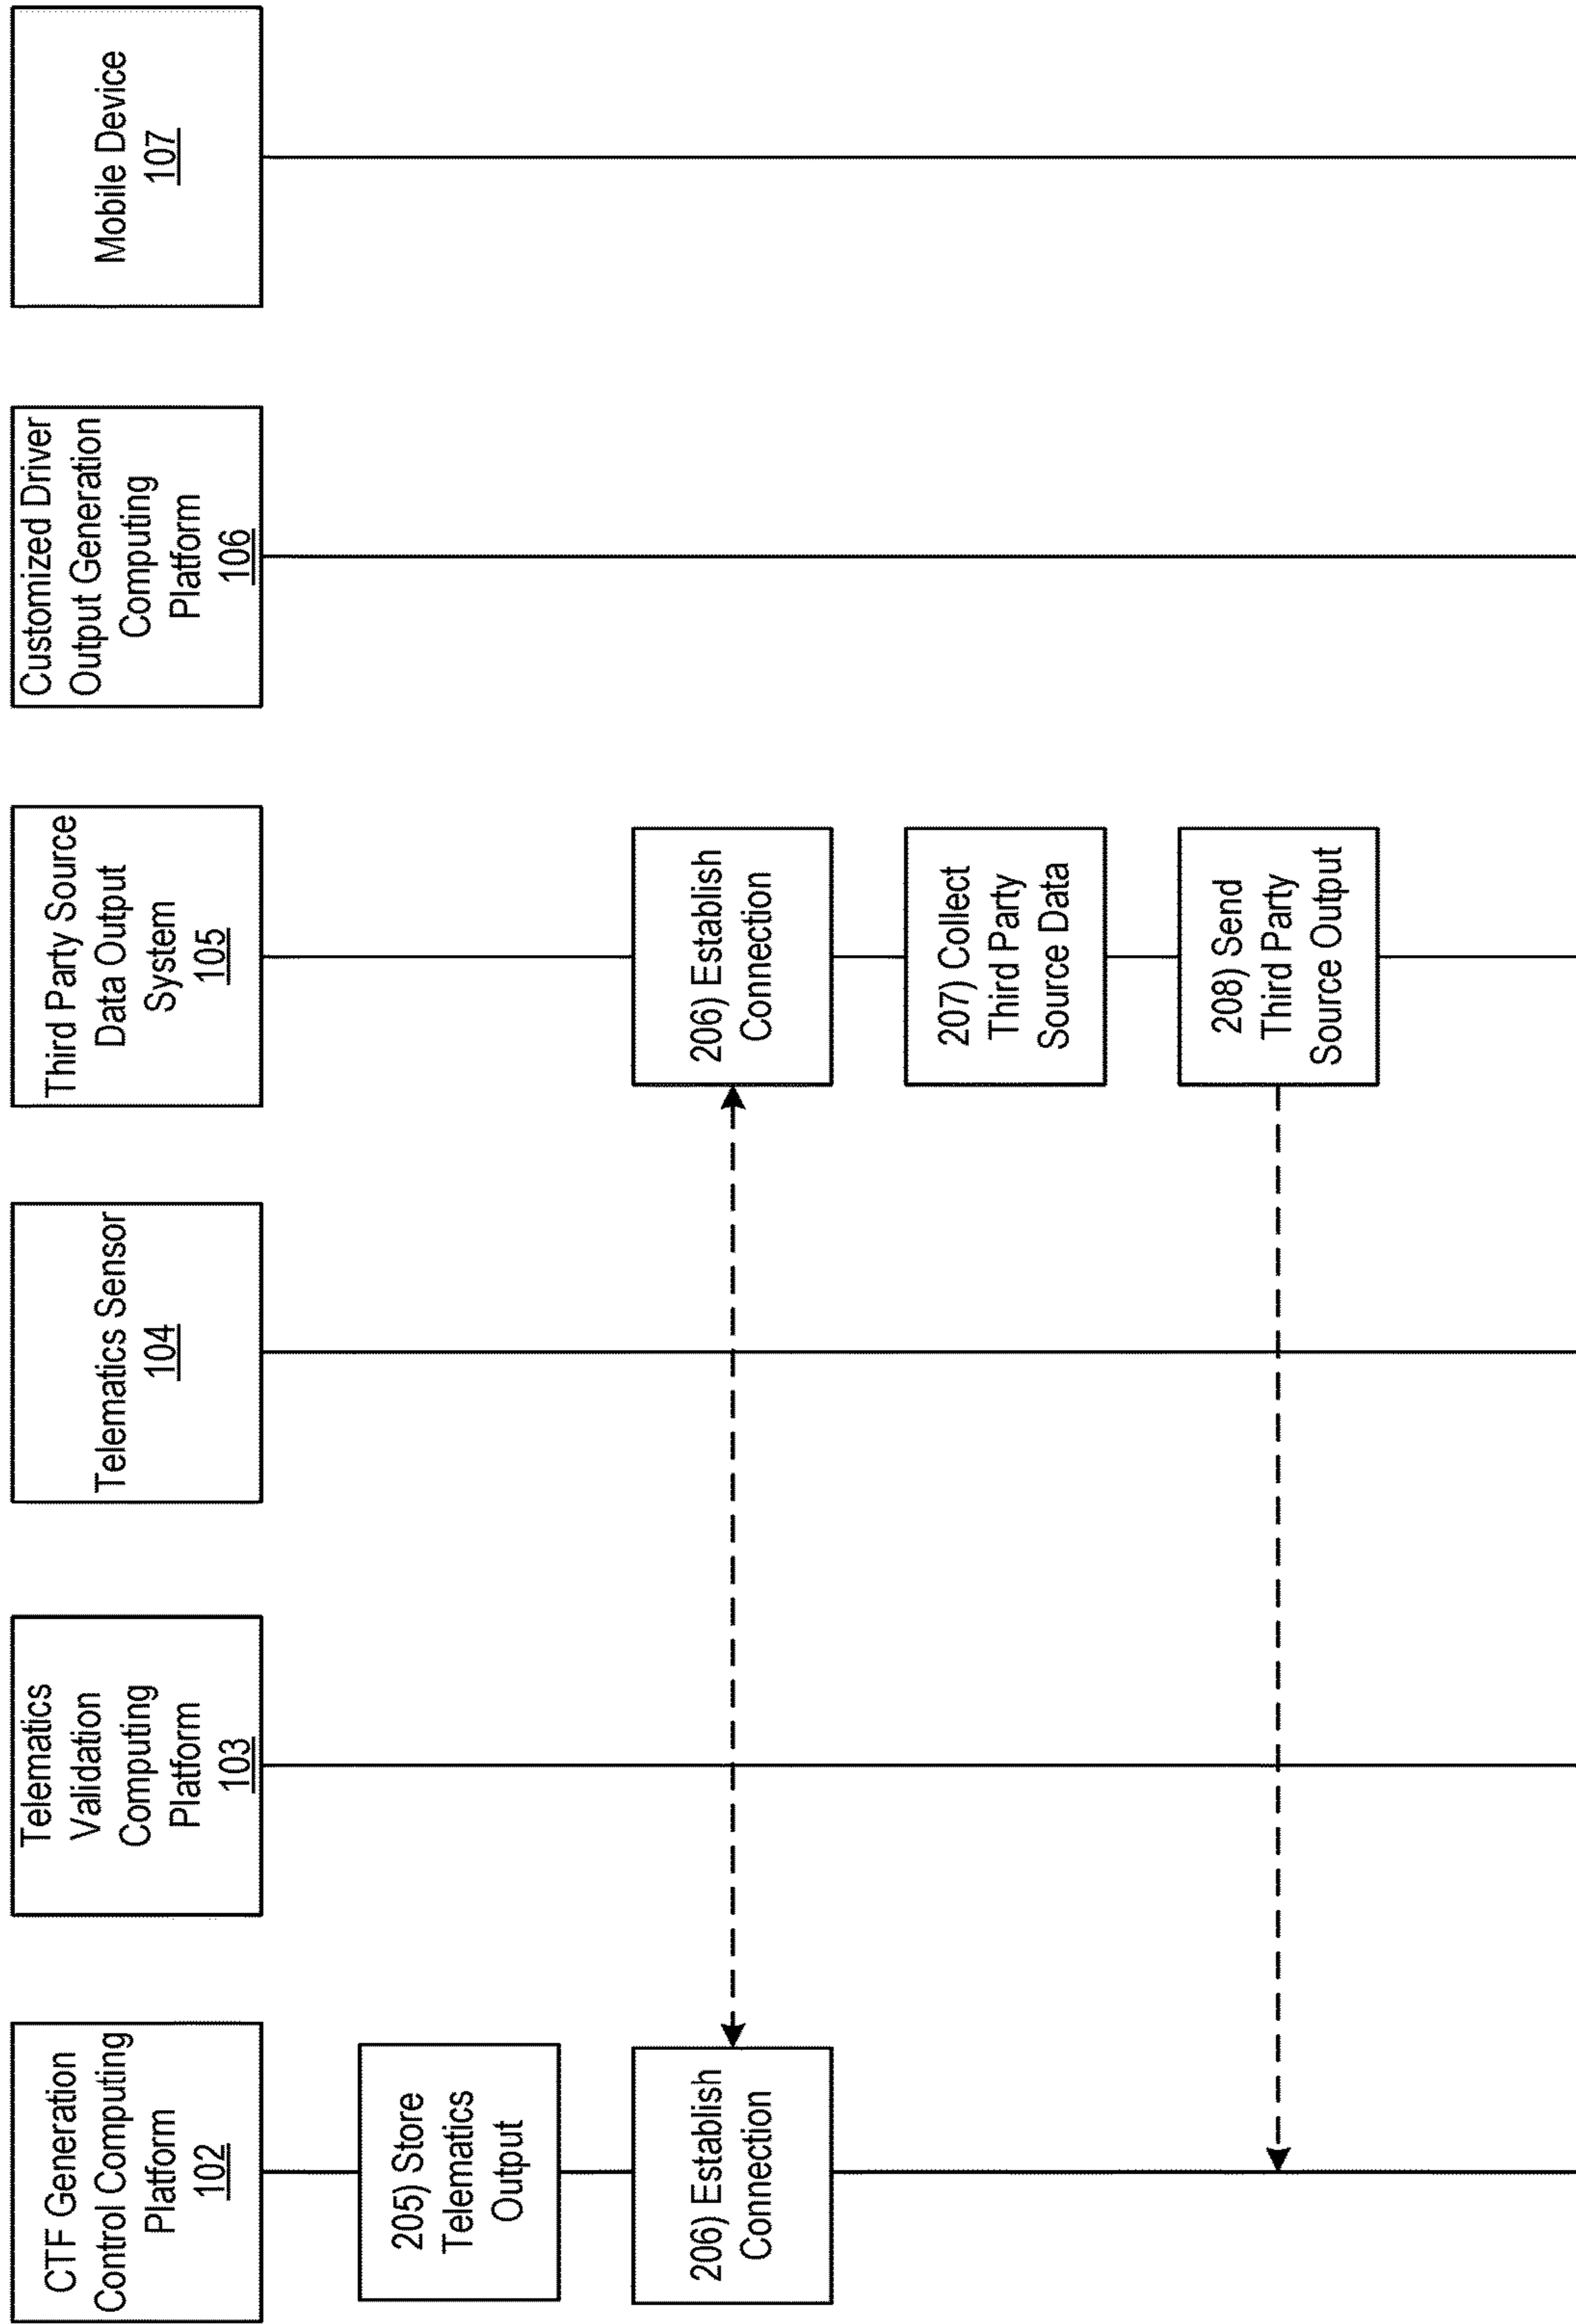 CTF Generation
Control Computing
Platform
102
Telematics
Validation
Computing
Platform
103
Telematics Sensor
104
Third Party Source
Data Output
System
105
Customized Driver
Output Generation
Computing
Platform
106
Mobile Device
107
205) Store
Telematics
Output
206) Establish
Connection
206) Establish
Connection
207) Collect
Third Party
Source Data
208) Send
Third Party
Source Output